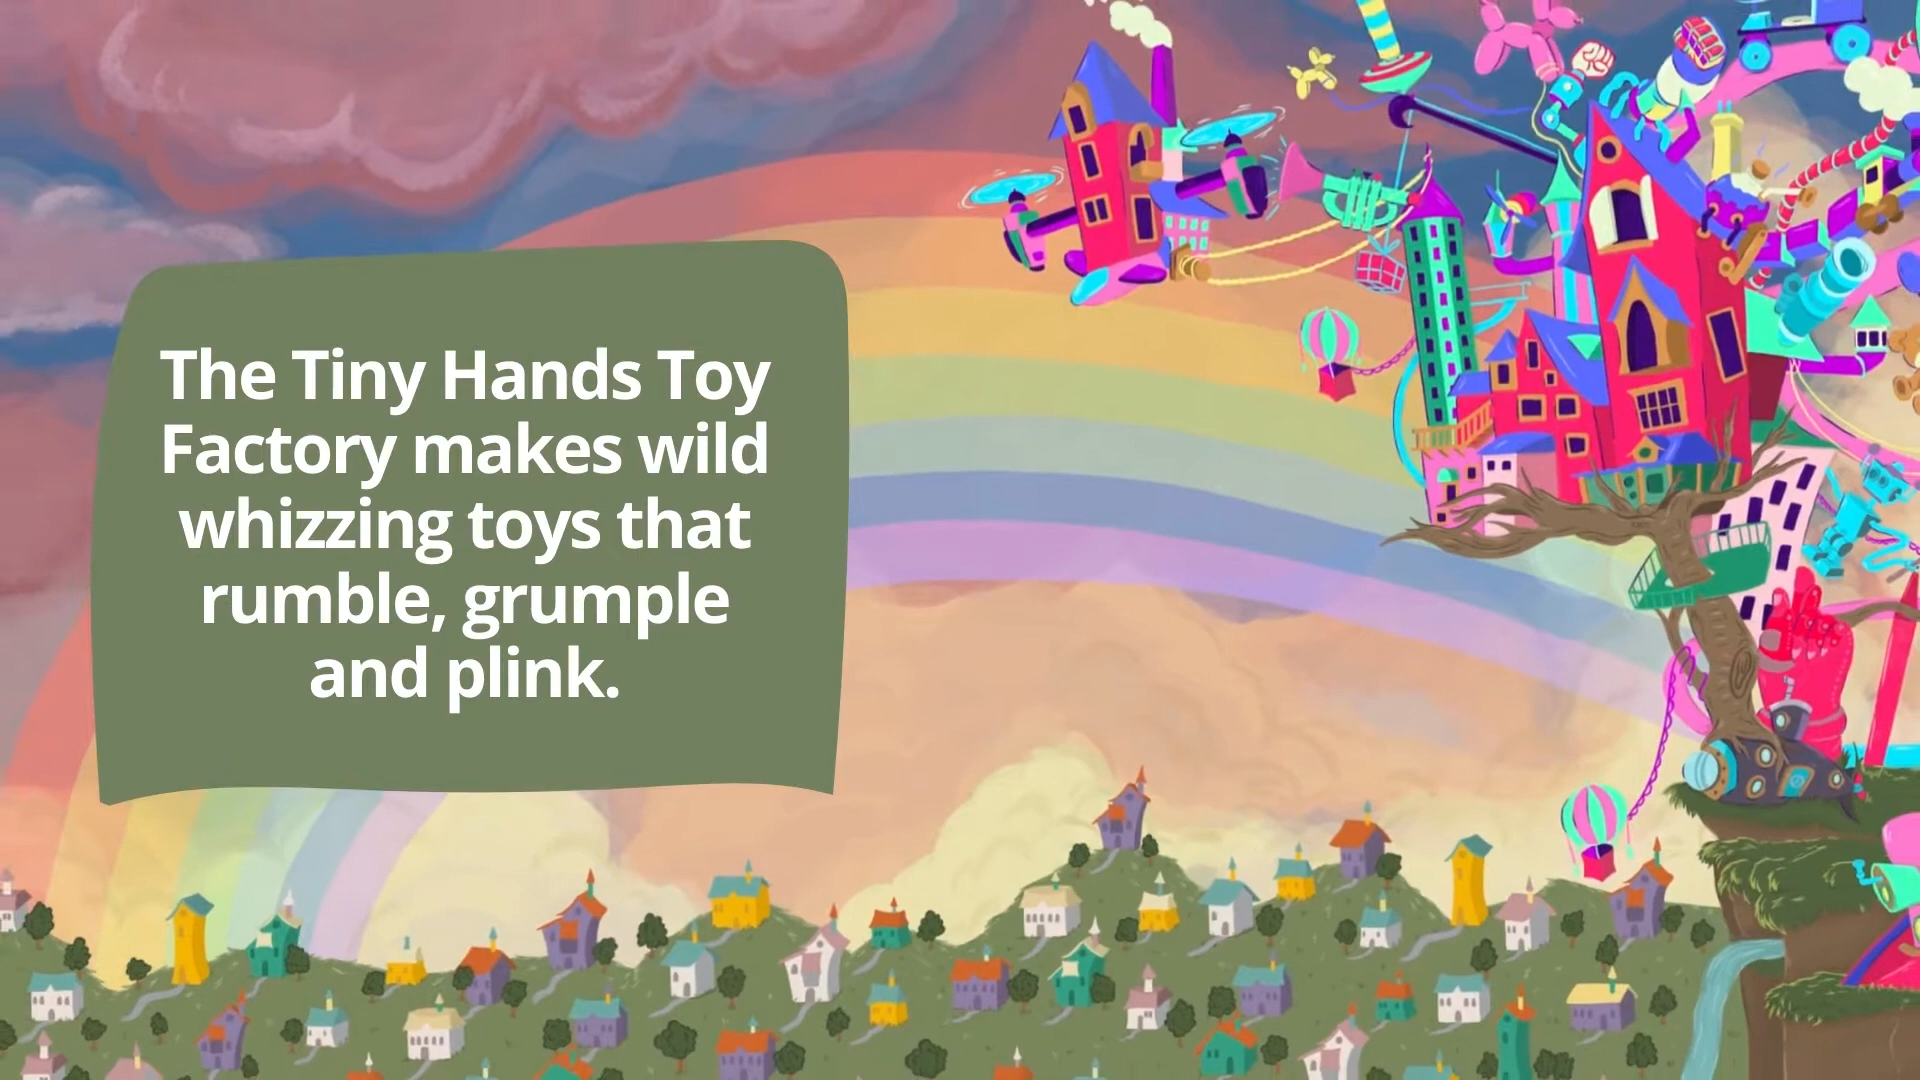 The Tiny Hands Toy
Factory makes wild
whizzing toys that
rumble, grumple
and plink.